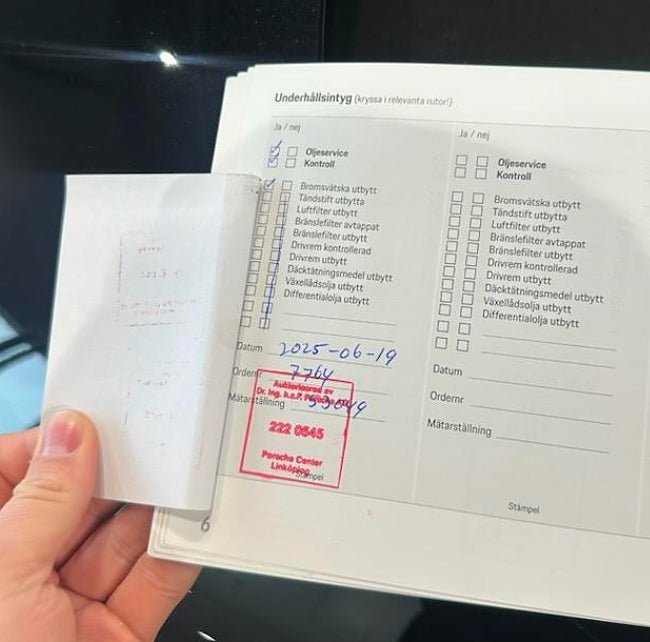 Underhållsintyg (kryssa i relevanta rutor!)
Ja / nej
Oljeservice
Kontroll
Bromsvätska utbytt
Tändstift utbytta
Luftfilter utbytt
Bränslefilter avtappat
Bränslefilter utbytt
Drivrem kontrollerad
Drivrem utbytt
Däcktätningsmedel utbytt
Växellådsolja utbytt
Differentialolja utbytt
Datum 2025-06-19
Ordernr 7764
Mätarställning
Auktoriserad av
Dr. Ing. h.c.F. Porsche
222 0545
Porsche Center
Linköping
Stämpel
6
Ja / nej
Oljeservice
Kontroll
Bromsvätska utbytt
Tändstift utbytta
Luftfilter utbytt
Bränslefilter avtappat
Bränslefilter utbytt
Drivrem kontrollerad
Drivrem utbytt
Däcktätningsmedel utbytt
Växellådsolja utbytt
Differentialolja utbytt
Datum
Ordernr
Mätarställning
Stämpel